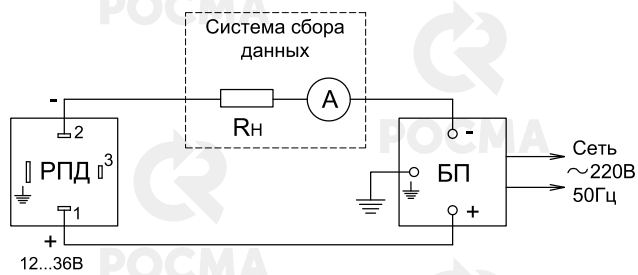 РОСМА
Система сбора
данных
A
Rн
-
2
РПД
3
1
+
12...36В
РОСМА
-
БП
+
Сеть
~220В
50Гц
РОСМА